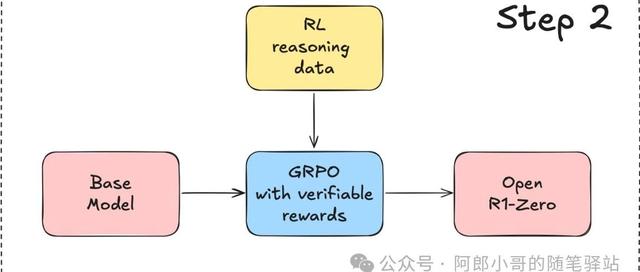 Step 2
RL
reasoning
data
Base
Model
GRPO
with verifiable
rewards
Open
R1-Zero
公众号 · 阿郎小哥的随笔驿站